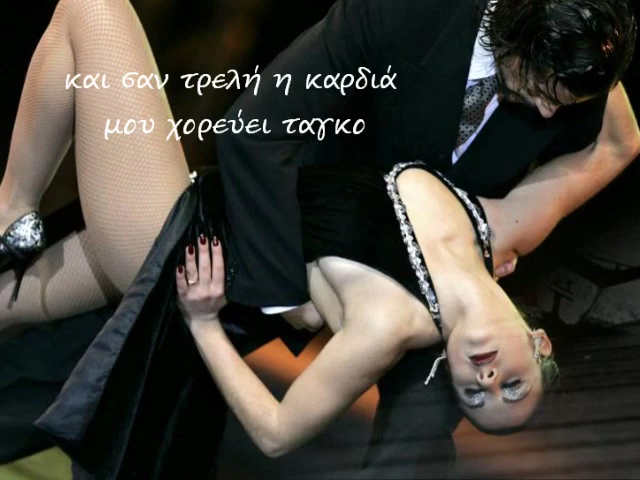 και σαν τρελή η καρδιά
μου χορεύει ταγκο